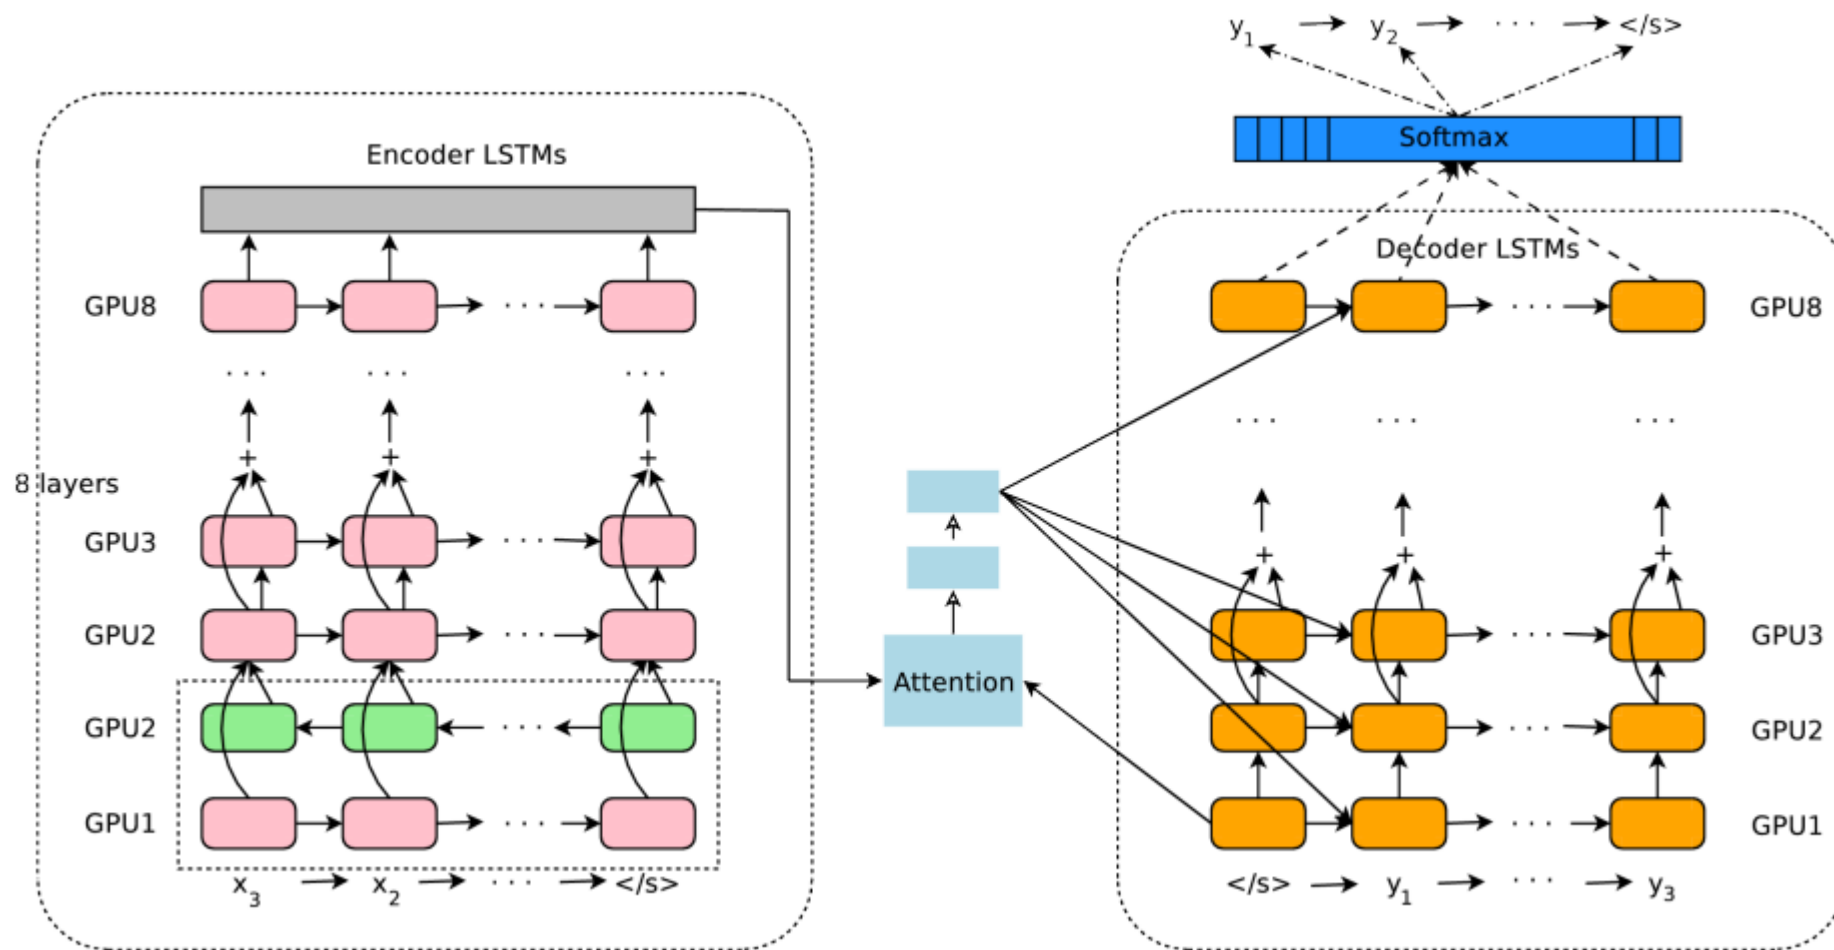 y1 y2 . . . </s>
Softmax
Encoder LSTMs
Decoder LSTMs
GPU8
. . .
GPU8
. . . . . . . . .
. . . . . . . . .
+ + +
8 layers
GPU3
. . .
+ + +
GPU2
. . .
GPU3
. . .
Attention
GPU2
. . .
GPU2
. . .
GPU1
. . .
GPU1
. . .
x3 x2 . . . </s>
</s> y1 . . . y3